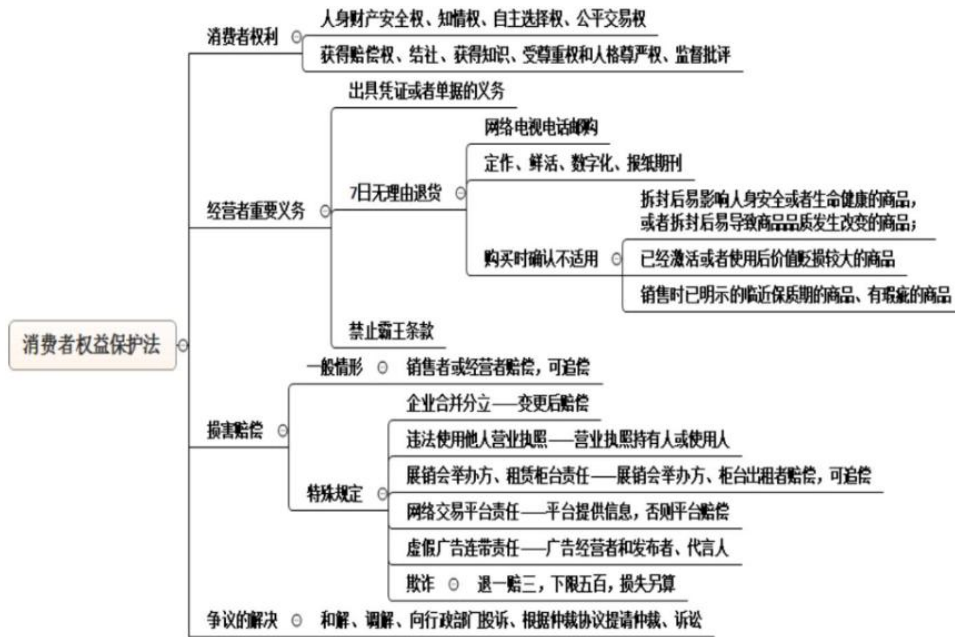 人身财产安全权、知情权、自主选择权、公平交易权
消费者权利
获得赔偿权、结社、获得知识、受尊重权和人格尊严权、监督批评
出具凭证或者单据的义务
网络电视电话邮购
定作、鲜活、数字化、报纸期刊
7日无理由退货
拆封后易影响人身安全或者生命健康的商品，
或者拆封后易导致商品品质发生改变的商品；
经营者重要义务
购买时确认不适用
已经激活或者使用后价值贬损较大的商品
销售时已明示的临近保质期的商品、有瑕疵的商品
禁止霸王条款
消费者权益保护法
一般情形
销售者或经营者赔偿，可追偿
企业合并分立——变更后赔偿
损害赔偿
违法使用他人营业执照——营业执照持有人或使用人
展销会举办方、租赁柜台责任——展销会举办方、柜台出租者赔偿，可追偿
特殊规定
网络交易平台责任——平台提供信息，否则平台赔偿
虚假广告连带责任——广告经营者和发布者、代言人
欺诈
退一赔三，下限五百，损失另算
争议的解决
和解、调解、向行政部门投诉、根据仲裁协议提请仲裁、诉讼